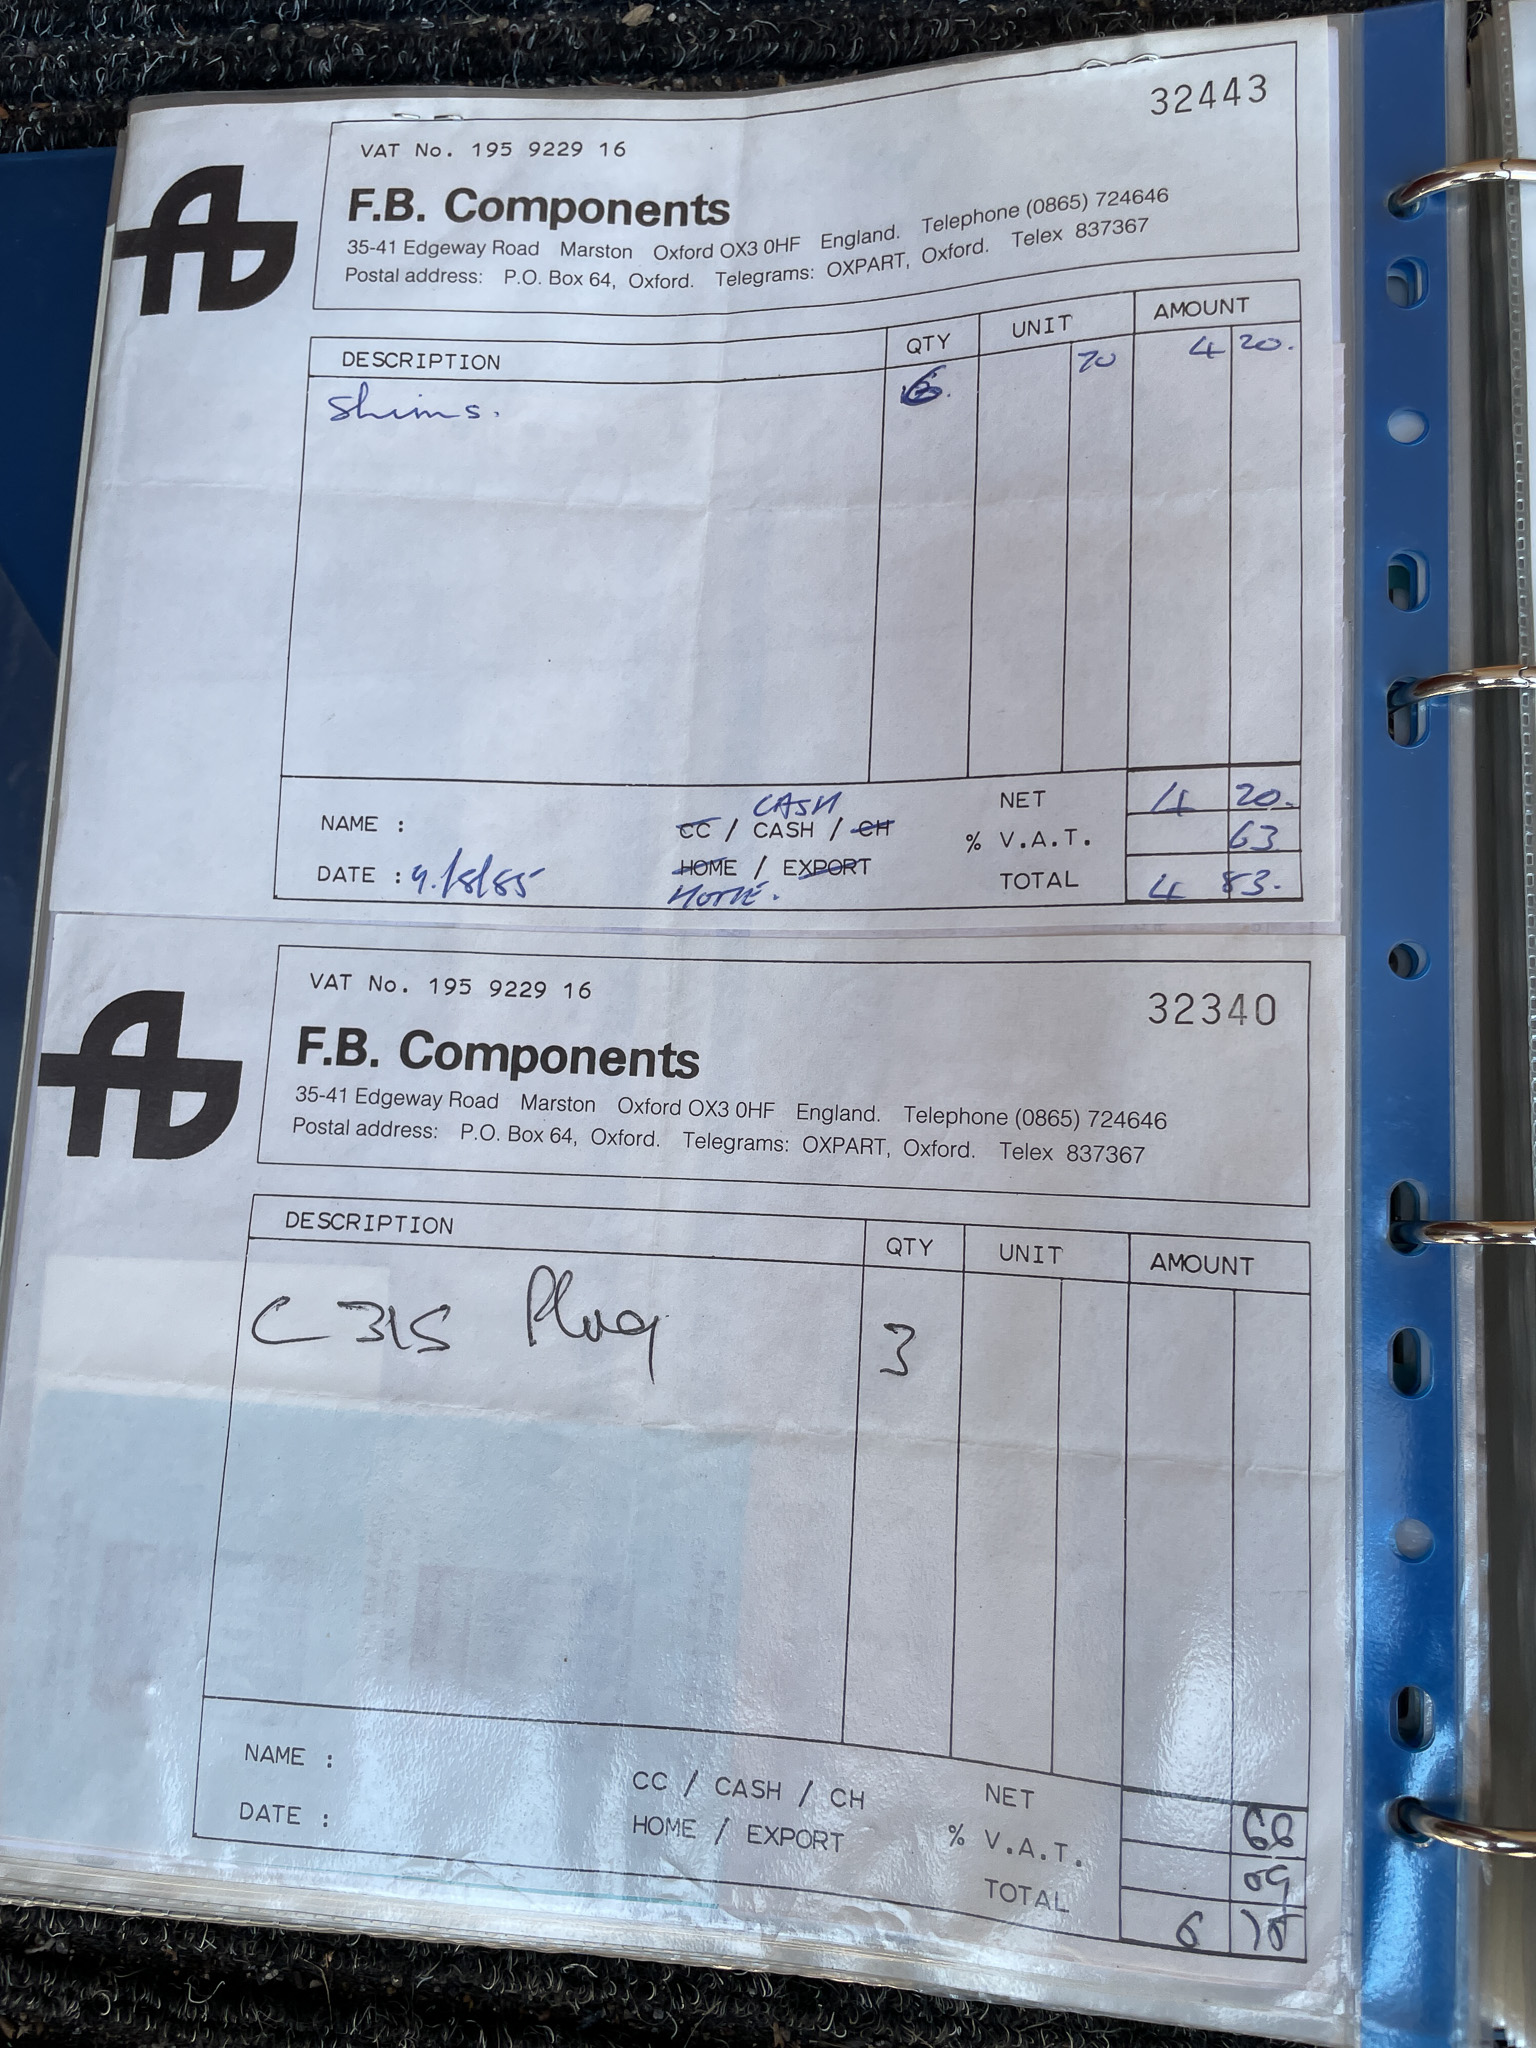 32443
VAT No. 195 9229 16
F.B. Components
35-41 Edgeway Road Marston Oxford OX3 0HF England. Telephone (0865) 724646
Postal address: P.O. Box 64, Oxford. Telegrams: OXPART, Oxford. Telex 837367
DESCRIPTION QTY UNIT AMOUNT
Shims. 6. 70 4 20.
CASH
NET 4 20.
NAME : CC / CASH / CH
% V.A.T. 63
DATE : 9./8/85 HOME / EXPORT
TOTAL 4 83.
HOME.
VAT No. 195 9229 16
32340
F.B. Components
35-41 Edgeway Road Marston Oxford OX3 0HF England. Telephone (0865) 724646
Postal address: P.O. Box 64, Oxford. Telegrams: OXPART, Oxford. Telex 837367
DESCRIPTION QTY UNIT AMOUNT
C 31S Plug 3
NAME : CC / CASH / CH NET
DATE : HOME / EXPORT % V.A.T. 09
TOTAL